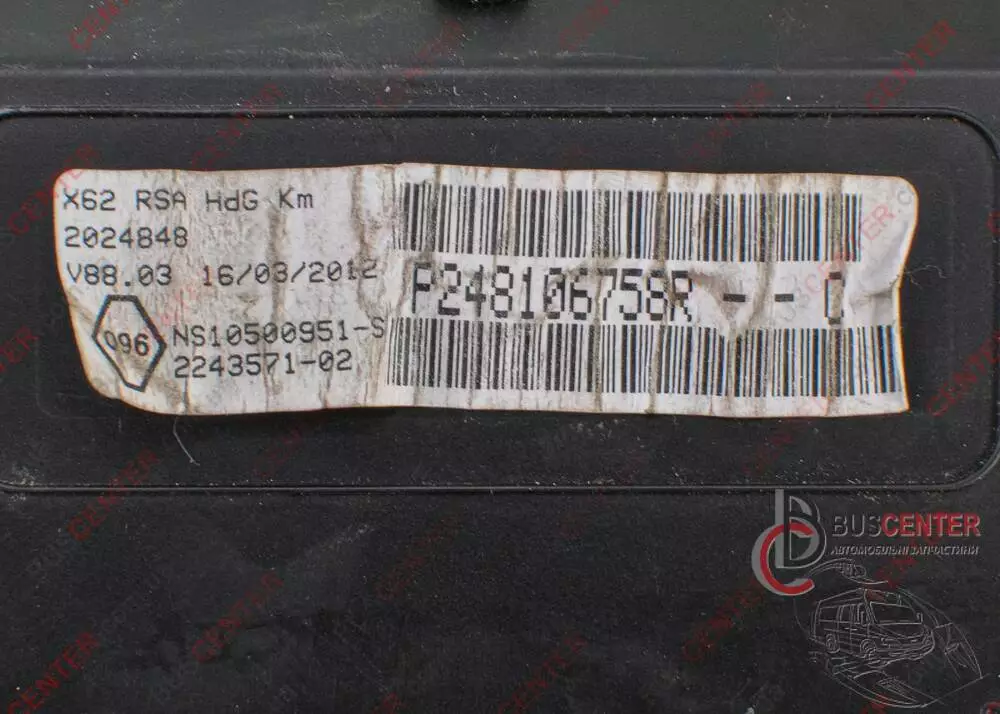 X62 RSA HdG Km
2024848
V88.03 16/03/2012
P248106758R - - C
096
NS10500951-S
2243571-02
BUSCENTER
АВТОМОБІЛЬНІ ЗАПЧАСТИНИ